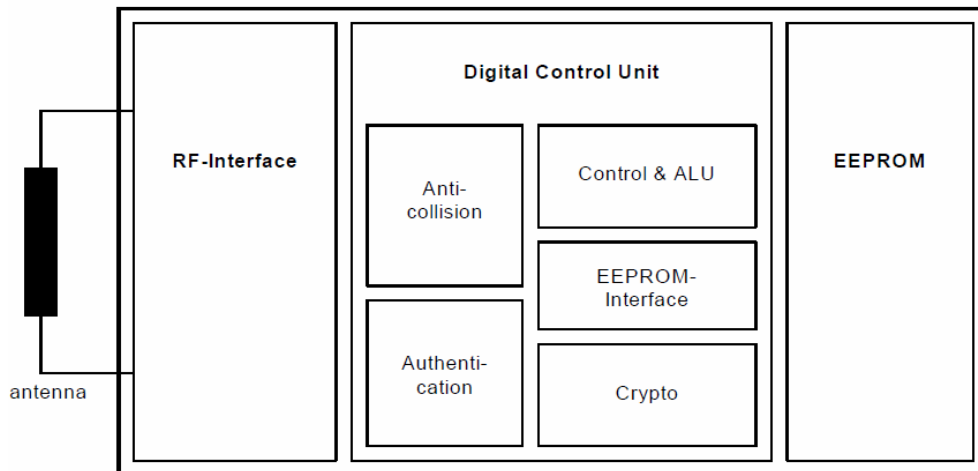 Digital Control Unit
RF-Interface
EEPROM
Anti-
collision
Control & ALU
EEPROM-
Interface
Authenti-
cation
Crypto
antenna